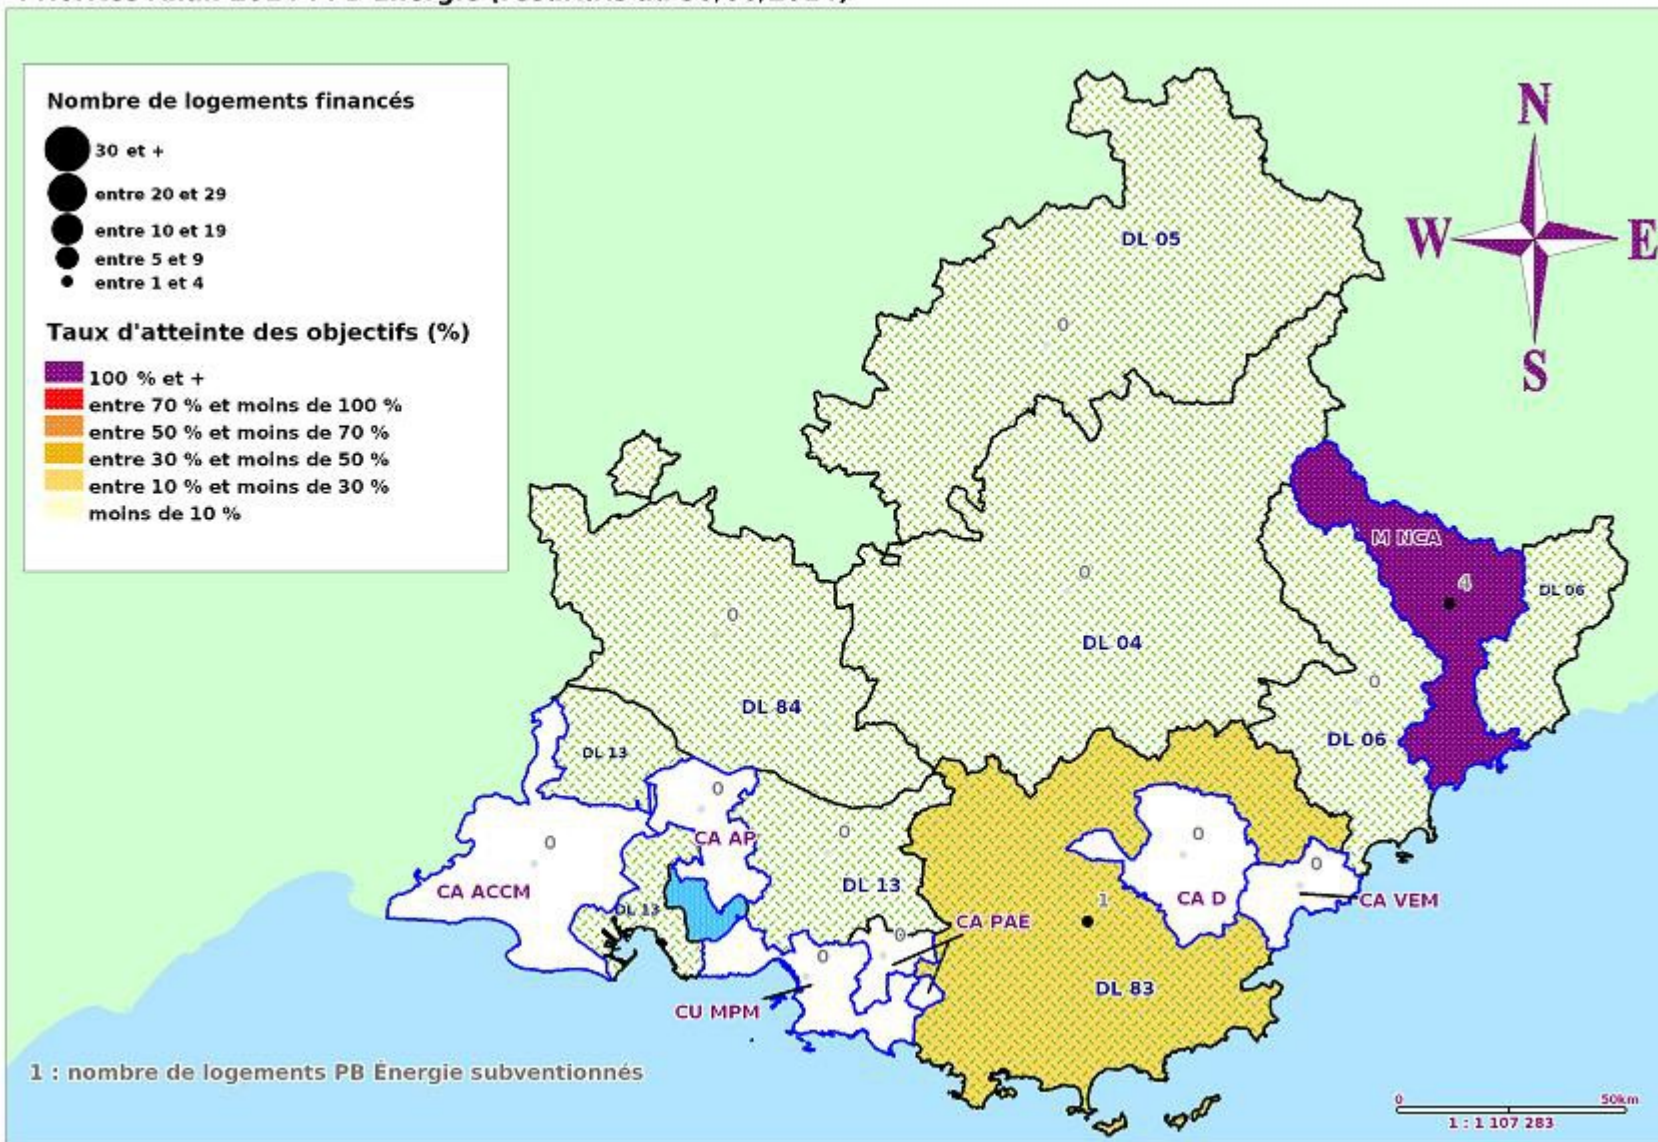 Nombre de logements financés
30 et +
entre 20 et 29
entre 10 et 19
entre 5 et 9
entre 1 et 4
Taux d'atteinte des objectifs (%)
100 % et +
entre 70 % et moins de 100 %
entre 50 % et moins de 70 %
entre 30 % et moins de 50 %
entre 10 % et moins de 30 %
moins de 10 %
N
W
E
S
DL 05
0
M NCA
0
4
DL 06
0
DL 04
0
DL 84
DL 06
DL 13
0
0
0
0
CA AP
0
DL 13
CA ACCM
CA D
CA VEM
1
DL 13
CA PAE
0
0
DL 83
CU MPM
1 : nombre de logements PB Énergie subventionnés
0
50km
1 : 1 107 283